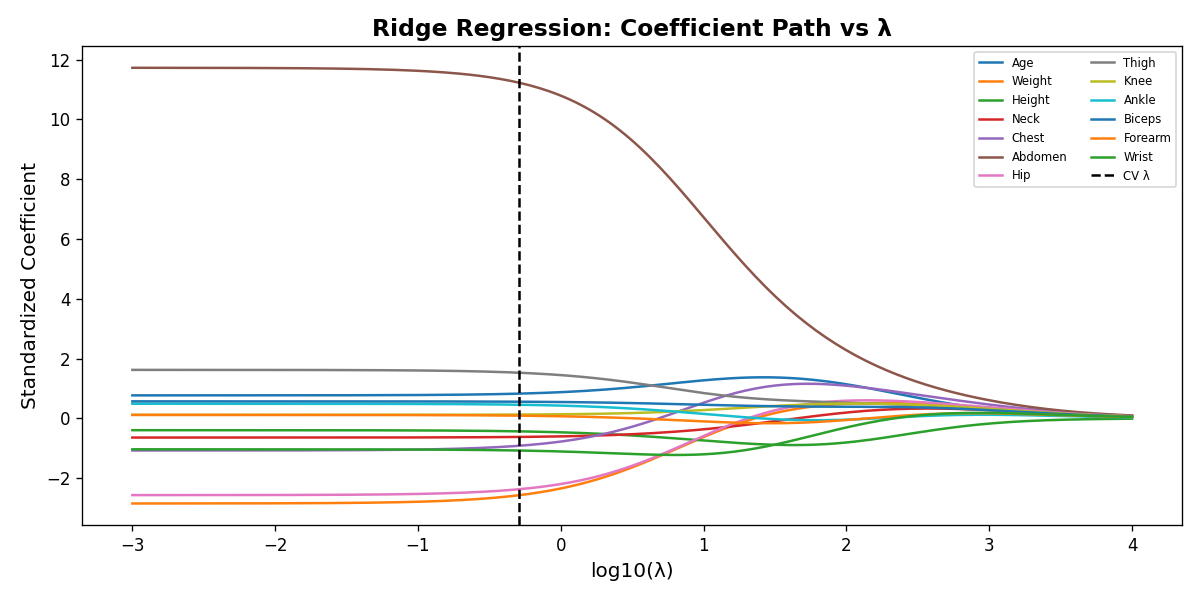 Ridge Regression: Coefficient Path vs λ
Standardized Coefficient
12
10
8
6
4
2
0
−2
−3
−2
−1
0
1
2
3
4
log10(λ)
Age
Weight
Height
Neck
Chest
Abdomen
Hip
Thigh
Knee
Ankle
Biceps
Forearm
Wrist
CV λ